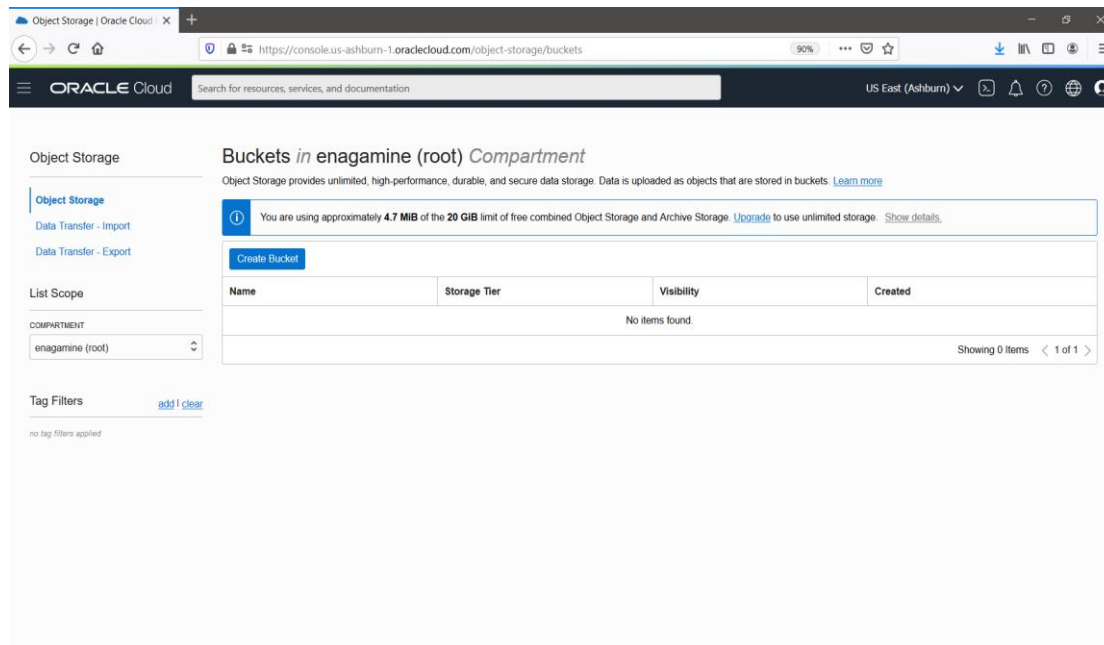 Object Storage | Oracle Cloud
https://console.us-ashburn-1.oraclecloud.com/object-storage/buckets
90%
ORACLE Cloud
Search for resources, services, and documentation
US East (Ashburn)
Object Storage
Object Storage
Data Transfer - Import
Data Transfer - Export
List Scope
COMPARTMENT
enagamine (root)
Tag Filters
add | clear
no tag filters applied
Buckets in enagamine (root) Compartment
Object Storage provides unlimited, high-performance, durable, and secure data storage. Data is uploaded as objects that are stored in buckets. Learn more
You are using approximately 4.7 MiB of the 20 GiB limit of free combined Object Storage and Archive Storage. Upgrade to use unlimited storage. Show details.
Create Bucket
Name Storage Tier Visibility Created
No items found.
Showing 0 Items < 1 of 1 >